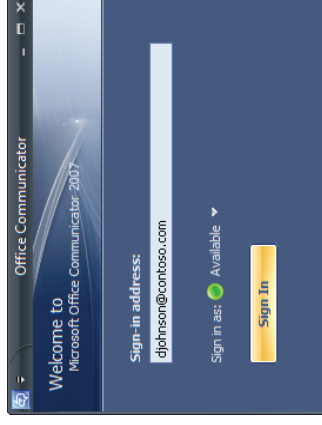 Office Communicator
Welcome to
Microsoft Office Communicator 2007
Sign-in address:
djohnson@contoso.com
Sign in as: Available
Sign In